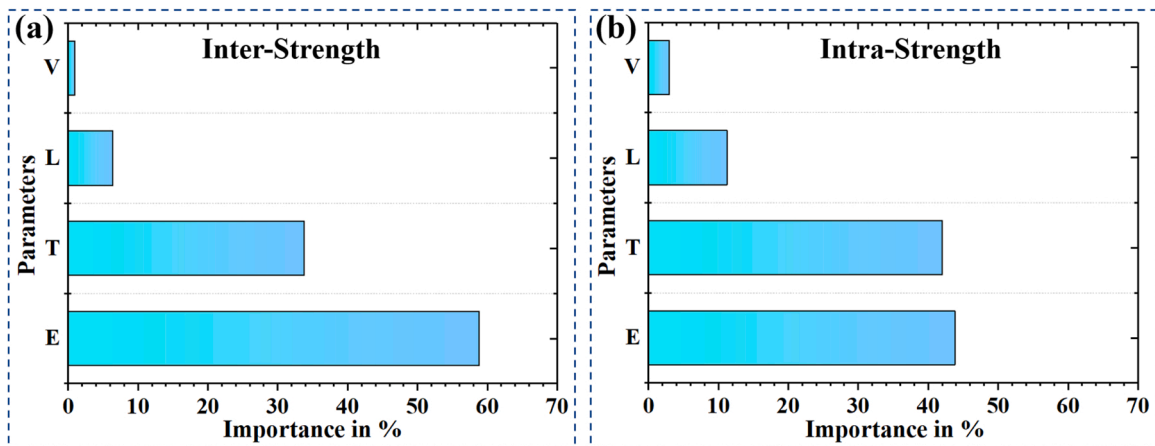 (a)
Inter-Strength
Parameters
V
L
T
E
0 10 20 30 40 50 60 70
Importance in %
(b)
Intra-Strength
Parameters
V
L
T
E
0 10 20 30 40 50 60 70
Importance in %